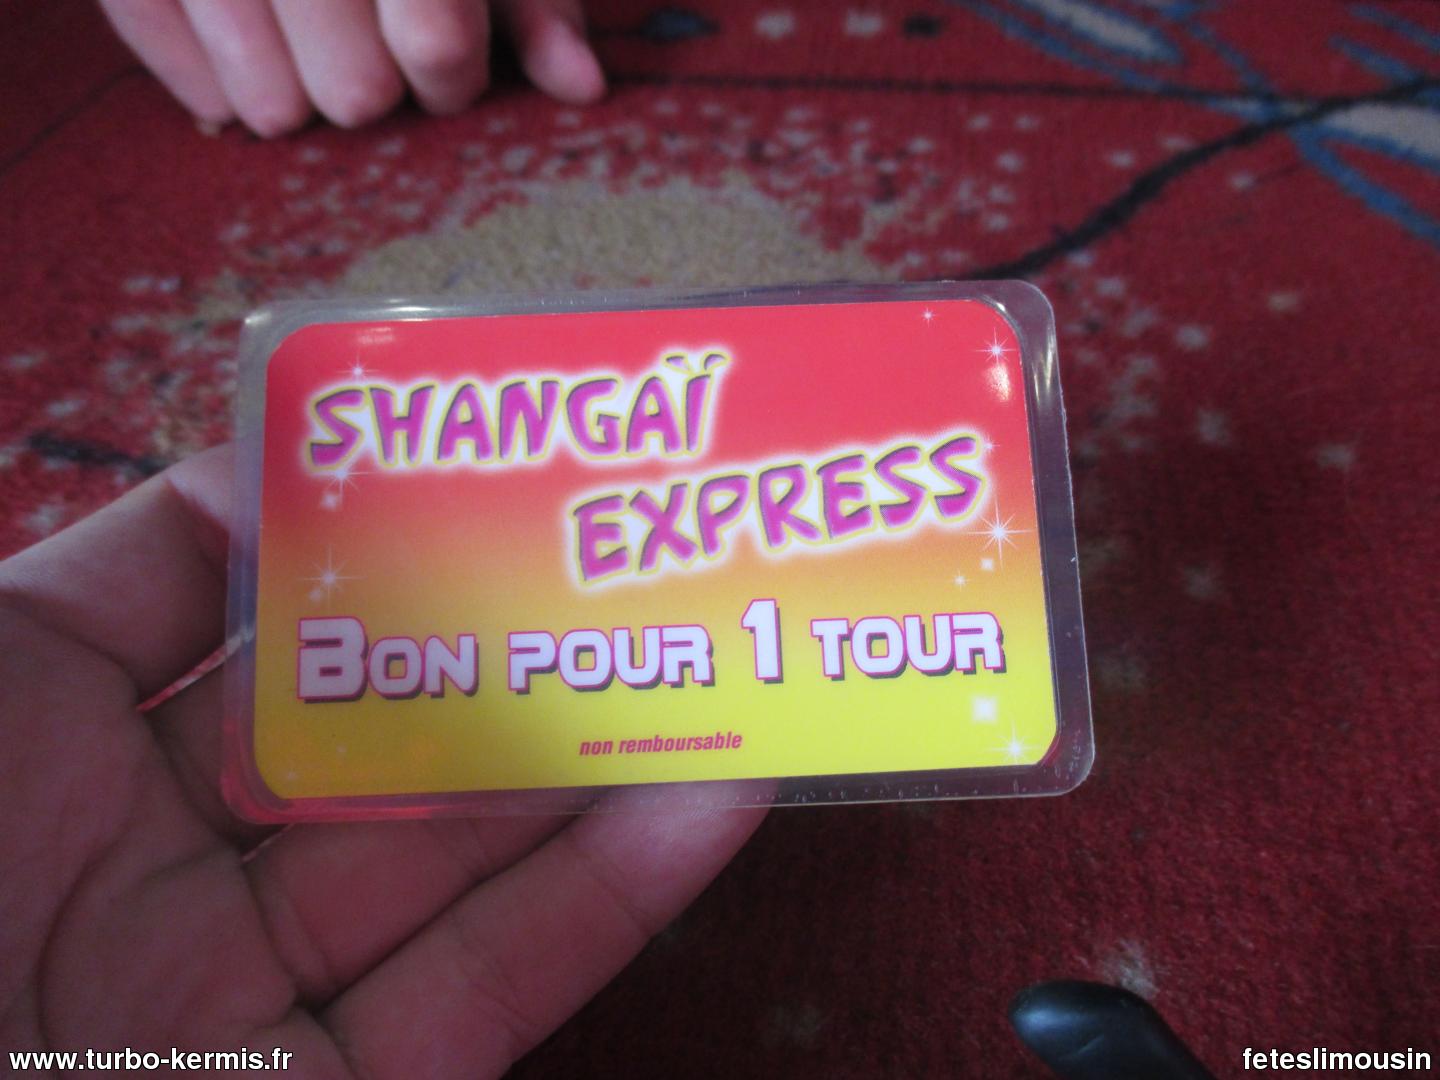 SHANGAÏ
EXPRESS
BON POUR 1 TOUR
non remboursable
www.turbo-kermis.fr
feteslimousin